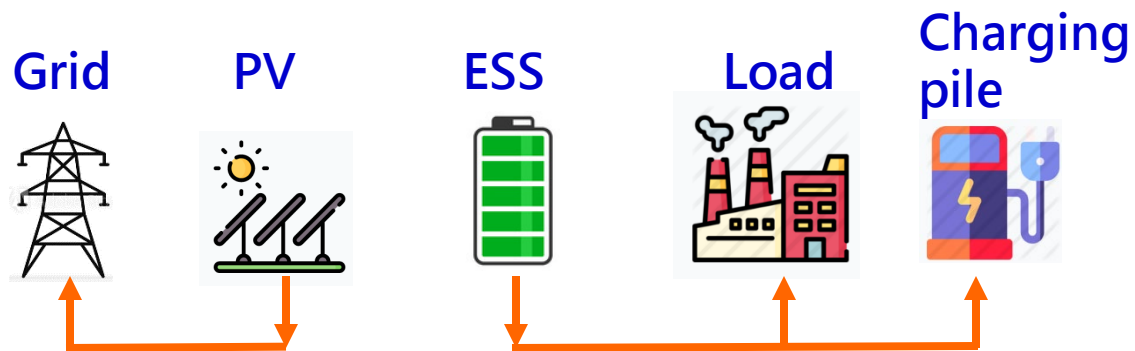 Grid
PV
ESS
Load
Charging
pile